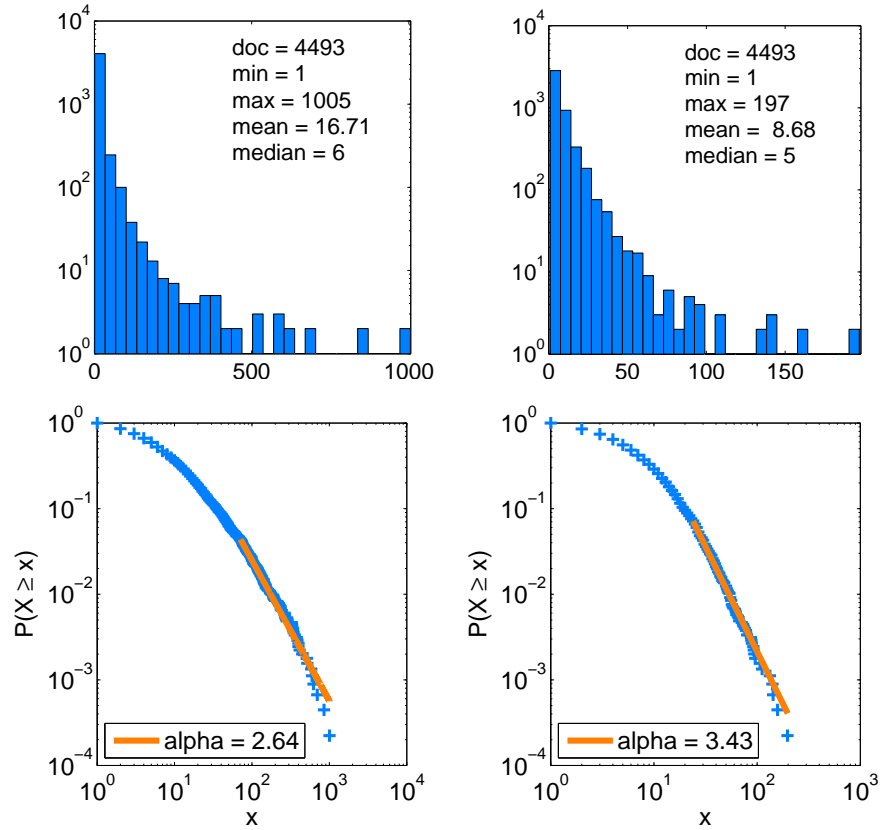 10^4
10^3
10^2
10^1
10^0
0
500
1000
doc = 4493
min = 1
max = 1005
mean = 16.71
median = 6
10^4
10^3
10^2
10^1
10^0
0
50
100
150
doc = 4493
min = 1
max = 197
mean = 8.68
median = 5
10^0
10^-1
10^-2
10^-3
10^-4
P(X ≥ x)
alpha = 2.64
10^0
10^1
10^2
10^3
10^4
x
10^0
10^-1
10^-2
10^-3
10^-4
P(X ≥ x)
alpha = 3.43
10^0
10^1
10^2
10^3
x